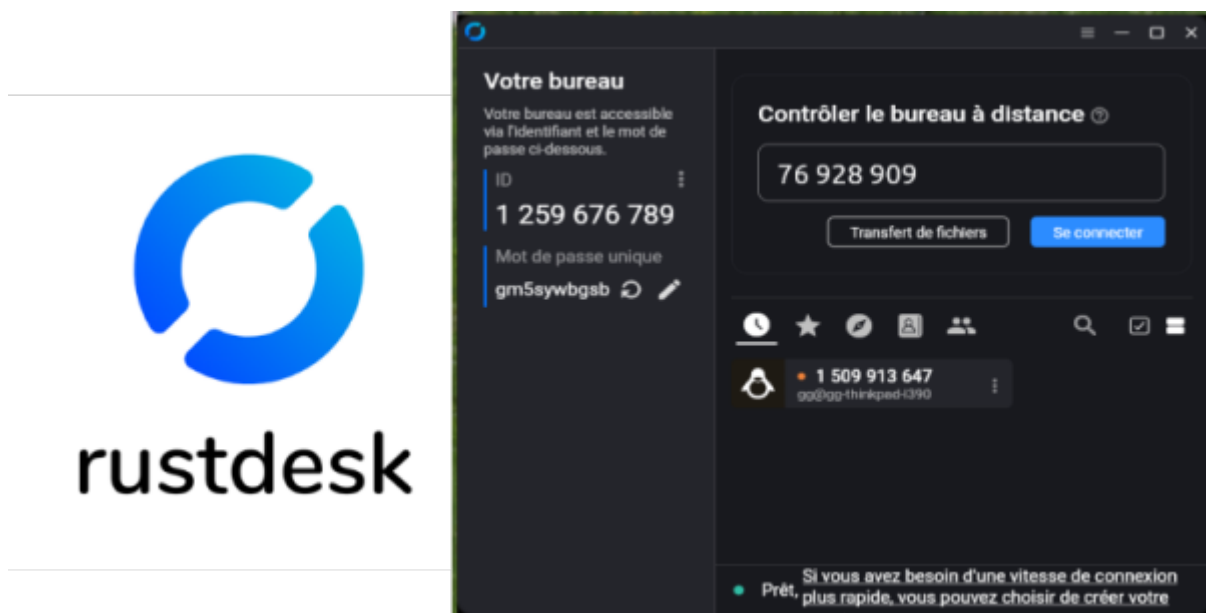 rustdesk
Votre bureau
Votre bureau est accessible
via l'identifiant et le mot de
passe ci-dessous.
ID
1 259 676 789
Mot de passe unique
gm5sywbgsb
Contrôler le bureau à distance
76 928 909
Transfert de fichiers
Se connecter
1 509 913 647
gg@gg-thinkpad-l390
Prêt, Si vous avez besoin d'une vitesse de connexion
plus rapide, vous pouvez choisir de créer votre